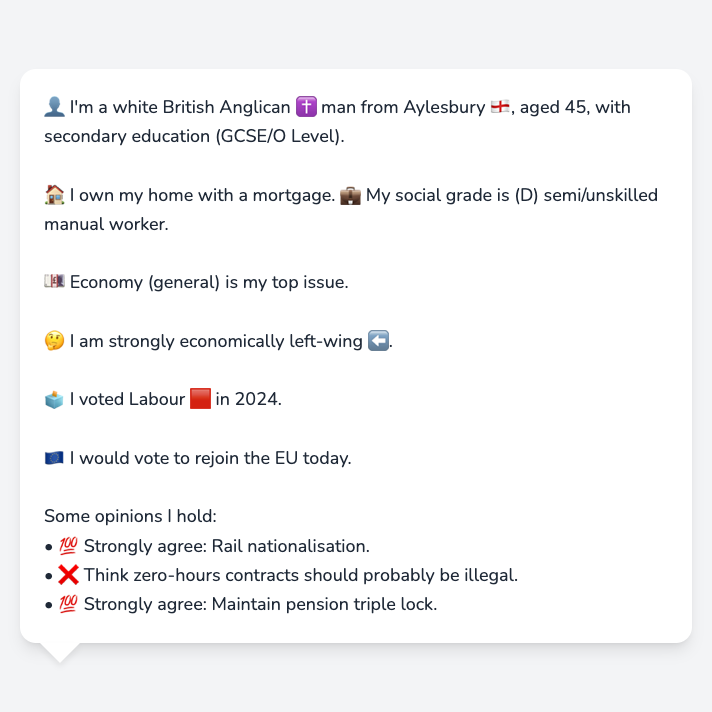 👤 I'm a white British Anglican ✝️ man from Aylesbury 🏴󠁧󠁢󠁥󠁮󠁧󠁿, aged 45, with
secondary education (GCSE/O Level).
🏠 I own my home with a mortgage. 💼 My social grade is (D) semi/unskilled
manual worker.
💷 Economy (general) is my top issue.
🤔 I am strongly economically left-wing ⬅️.
🗳️ I voted Labour 🟥 in 2024.
🇪🇺 I would vote to rejoin the EU today.
Some opinions I hold:
• 💯 Strongly agree: Rail nationalisation.
• ❌ Think zero-hours contracts should probably be illegal.
• 💯 Strongly agree: Maintain pension triple lock.